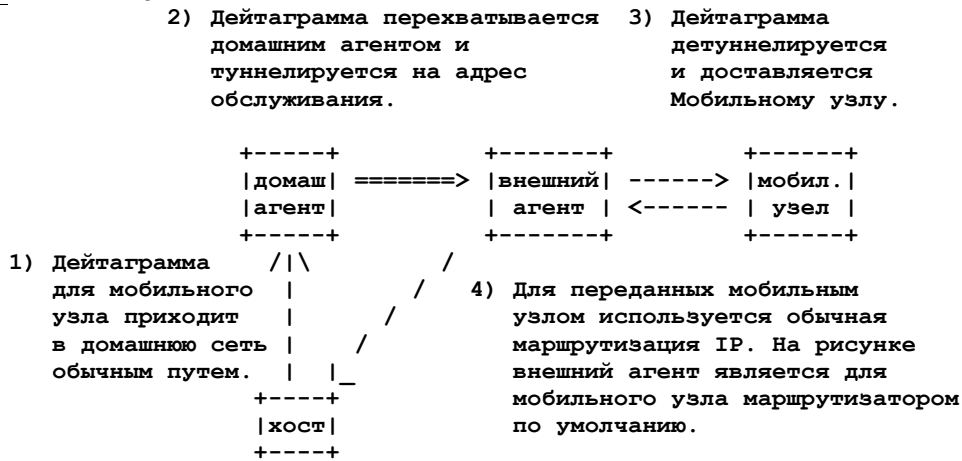 2) Дейтаграмма перехватывается
домашним агентом и
туннелируется на адрес
обслуживания.
3) Дейтаграмма
детуннелируется
и доставляется
Мобильному узлу.
домаш
агент
внешний
агент
мобил.
узел
1) Дейтаграмма
для мобильного
узла приходит
в домашнюю сеть
обычным путем.
4) Для переданных мобильным
узлом используется обычная
маршрутизация IP. На рисунке
внешний агент является для
мобильного узла маршрутизатором
по умолчанию.
хост